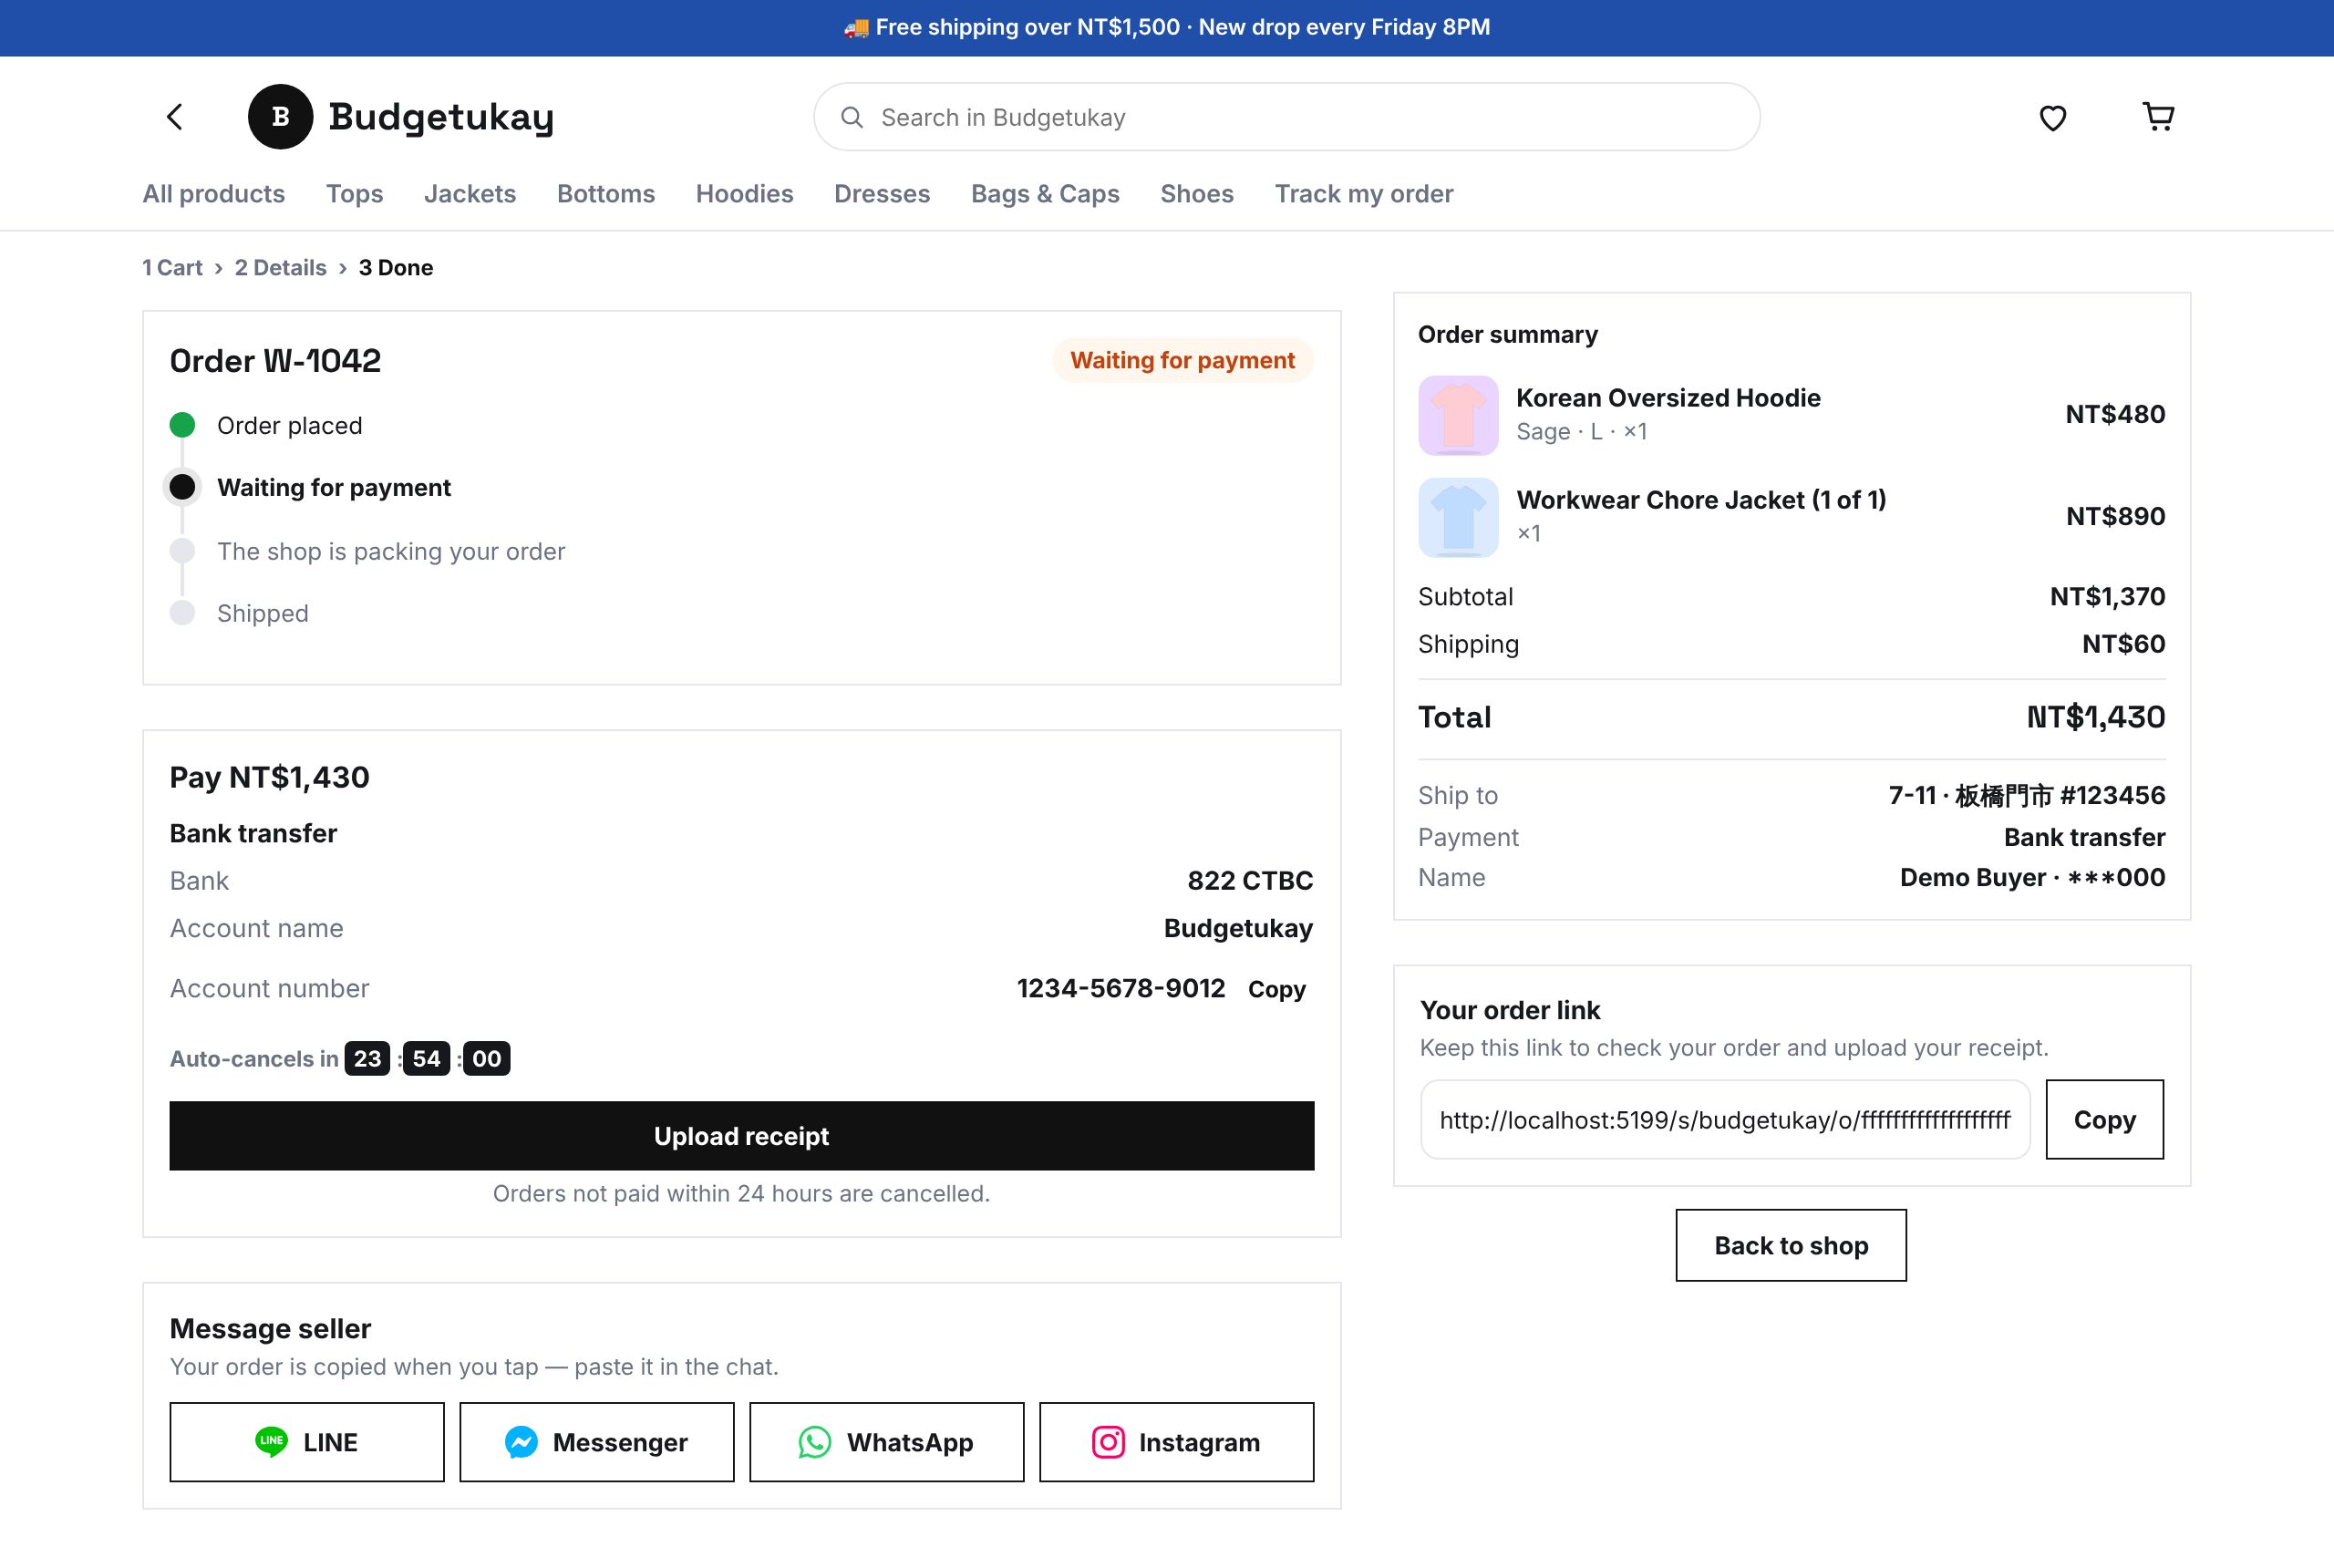 🚚 Free shipping over NT$1,500 · New drop every Friday 8PM
B Budgetukay
Search in Budgetukay
All products Tops Jackets Bottoms Hoodies Dresses Bags & Caps Shoes Track my order
1 Cart › 2 Details › 3 Done
Order W-1042 Waiting for payment
Order placed
Waiting for payment
The shop is packing your order
Shipped
Pay NT$1,430
Bank transfer
Bank 822 CTBC
Account name Budgetukay
Account number 1234-5678-9012 Copy
Auto-cancels in 23 : 54 : 00
Upload receipt
Orders not paid within 24 hours are cancelled.
Message seller
Your order is copied when you tap — paste it in the chat.
LINE LINE Messenger WhatsApp Instagram
Order summary
Korean Oversized Hoodie NT$480
Sage · L · ×1
Workwear Chore Jacket (1 of 1) NT$890
×1
Subtotal NT$1,370
Shipping NT$60
Total NT$1,430
Ship to 7-11 · 板橋門市 #123456
Payment Bank transfer
Name Demo Buyer · ***000
Your order link
Keep this link to check your order and upload your receipt.
http://localhost:5199/s/budgetukay/o/fffffffffffffffffff Copy
Back to shop